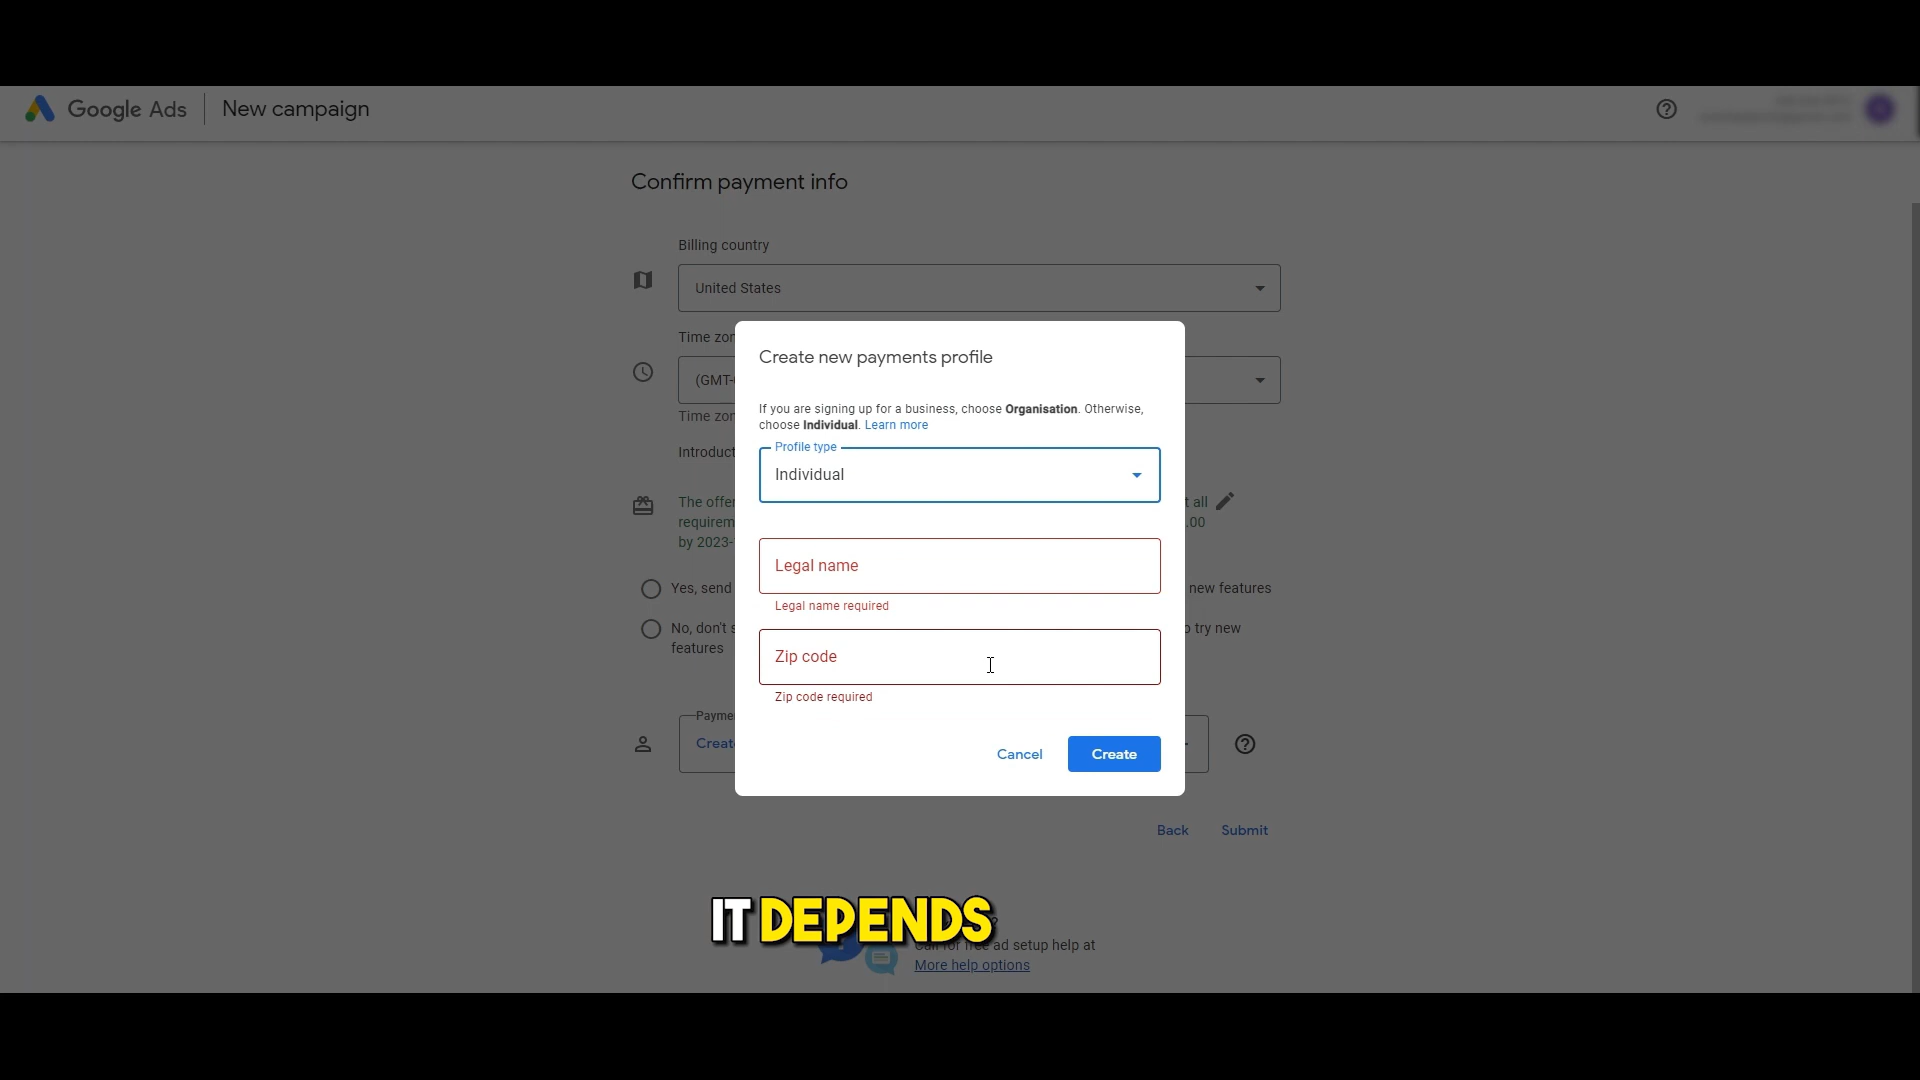 Google Ads
New campaign
Confirm payment info
Billing country
United States
Time zon
(GMT-
Time zon
Introduct
The offer
t all
requirem
.00
by 2023-
Yes, send
new features
No, don't s
o try new
features
Payme
Create
Create new payments profile
If you are signing up for a business, choose Organisation. Otherwise,
choose Individual. Learn more
Profile type
Individual
Legal name
Legal name required
Zip code
Zip code required
Cancel
Create
Back
Submit
IT DEPENDS
Call for free ad setup help at
More help options